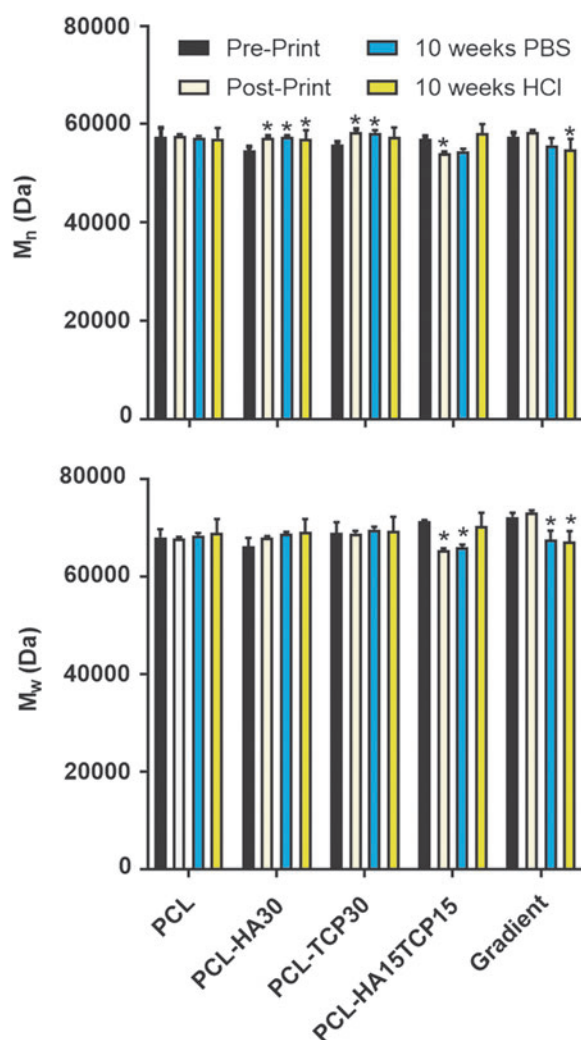 80000
Pre-Print
10 weeks PBS
Post-Print
10 weeks HCl
60000
* * *
* *
*
*
40000
20000
0
Mn (Da)
80000
* *
* *
60000
40000
20000
0
Mw (Da)
PCL
PCL-HA30
PCL-TCP30
PCL-HA15TCP15
Gradient